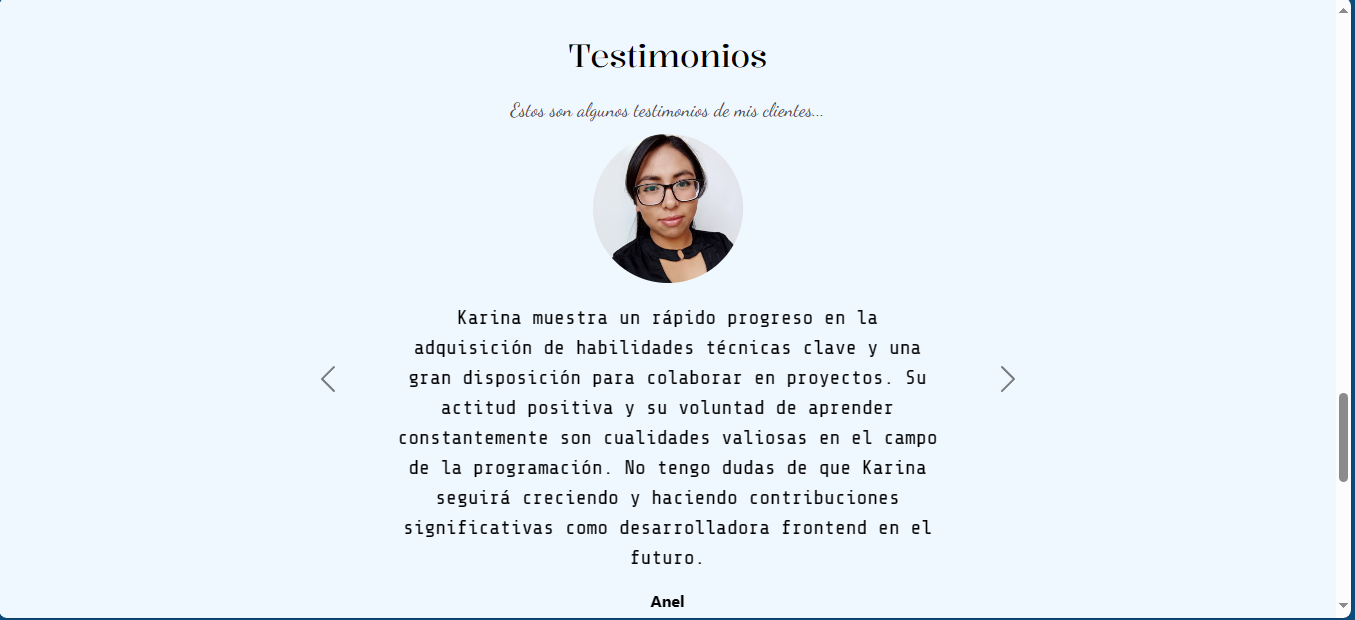 Testimonios
Estos son algunos testimonios de mis clientes...
Karina muestra un rápido progreso en la
adquisición de habilidades técnicas clave y una
gran disposición para colaborar en proyectos. Su
actitud positiva y su voluntad de aprender
constantemente son cualidades valiosas en el campo
de la programación. No tengo dudas de que Karina
seguirá creciendo y haciendo contribuciones
significativas como desarrolladora frontend en el
futuro.
Anel